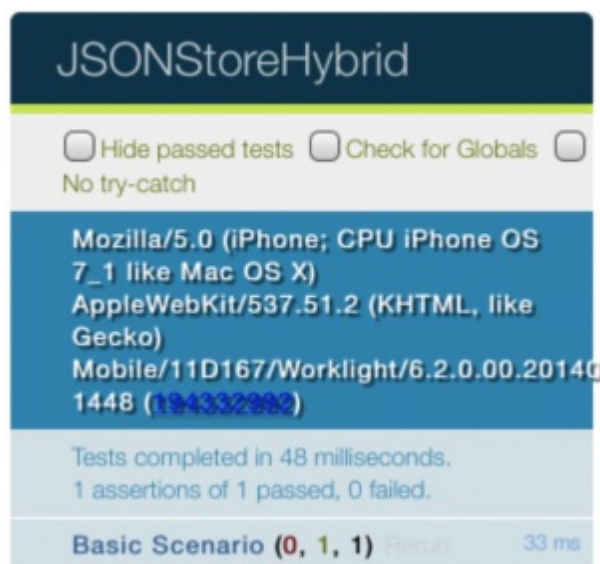 JSONStoreHybrid
Hide passed tests Check for Globals
No try-catch
Mozilla/5.0 (iPhone; CPU iPhone OS
7_1 like Mac OS X)
AppleWebKit/537.51.2 (KHTML, like
Gecko)
Mobile/11D167/Worklight/6.2.0.00.20140
1448 (194332992)
Tests completed in 48 milliseconds.
1 assertions of 1 passed, 0 failed.
Basic Scenario (0, 1, 1) Rerun 33 ms